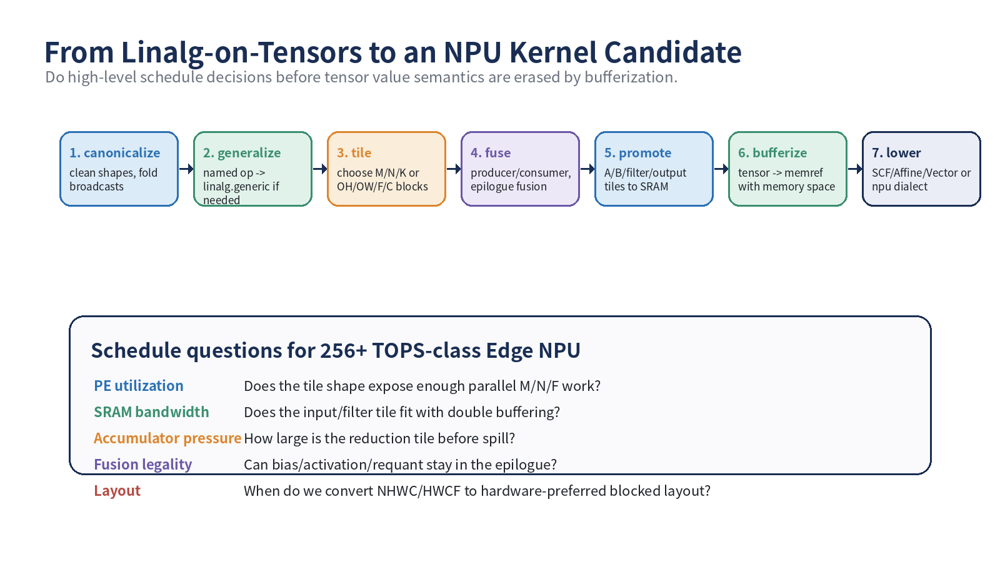 From Linalg-on-Tensors to an NPU Kernel Candidate
Do high-level schedule decisions before tensor value semantics are erased by bufferization.
1. canonicalize
clean shapes, fold
broadcasts
2. generalize
named op ->
linalg.generic if
needed
3. tile
choose M/N/K or
OH/OW/F/C blocks
4. fuse
producer/consumer,
epilogue fusion
5. promote
A/B/filter/output
tiles to SRAM
6. bufferize
tensor -> memref
with memory space
7. lower
SCF/Affine/Vector or
npu dialect
Schedule questions for 256+ TOPS-class Edge NPU
PE utilization Does the tile shape expose enough parallel M/N/F work?
SRAM bandwidth Does the input/filter tile fit with double buffering?
Accumulator pressure How large is the reduction tile before spill?
Fusion legality Can bias/activation/requant stay in the epilogue?
Layout When do we convert NHWC/HWCF to hardware-preferred blocked layout?